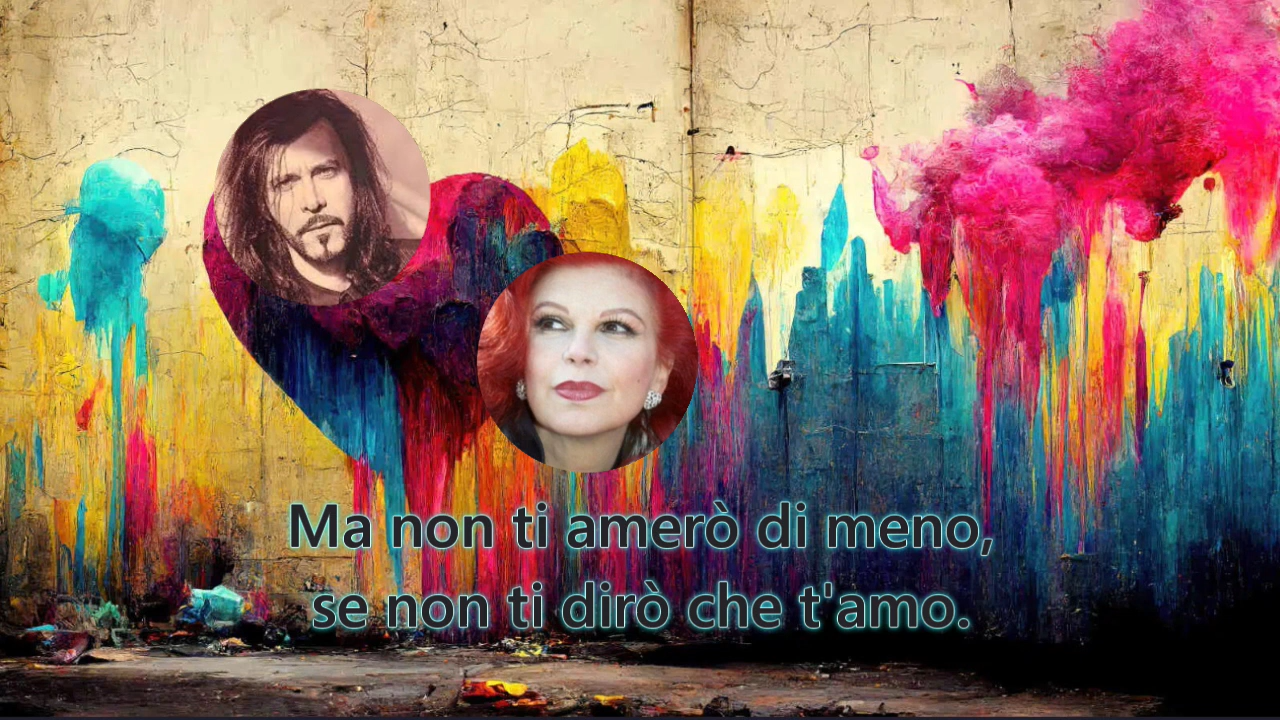 Ma non ti amerò di meno,
se non ti dirò che t'amo.